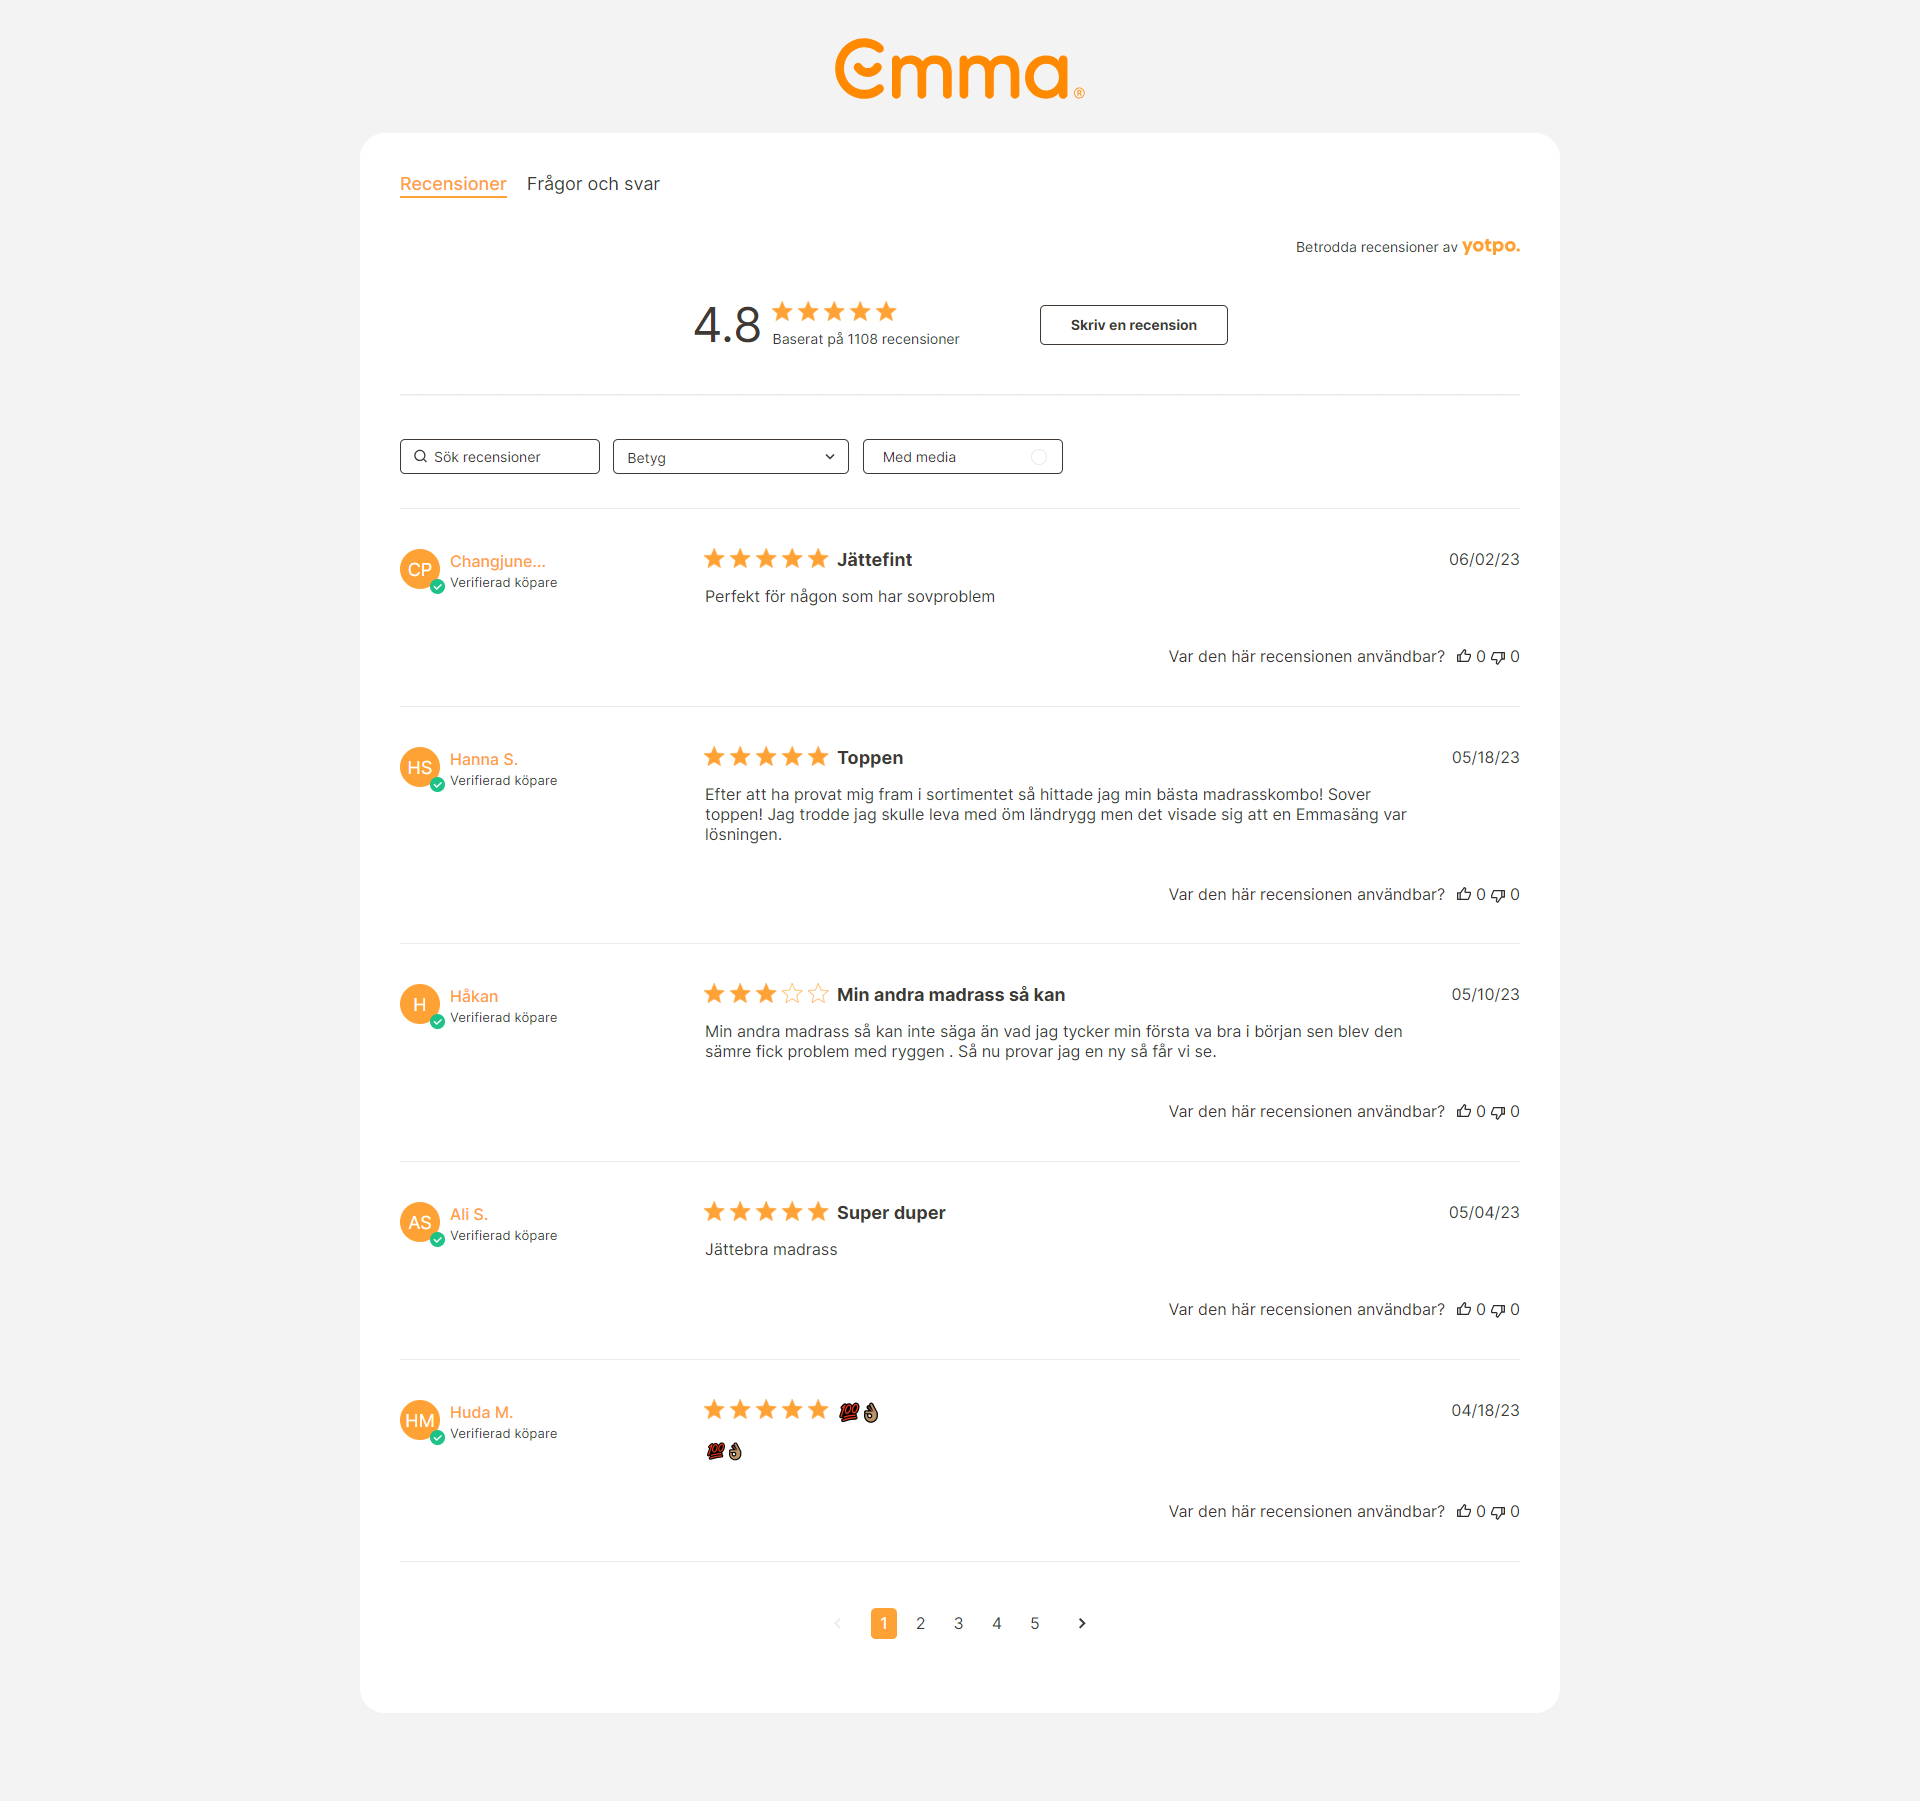 emma®
Recensioner Frågor och svar
Betrodda recensioner av yotpo.
4.8
Baserat på 1108 recensioner
Skriv en recension
Sök recensioner Betyg Med media
CP Changjune... Verifierad köpare
Jättefint 06/02/23
Perfekt för någon som har sovproblem
Var den här recensionen användbar? 0 0
HS Hanna S. Verifierad köpare
Toppen 05/18/23
Efter att ha provat mig fram i sortimentet så hittade jag min bästa madrasskombo! Sover
toppen! Jag trodde jag skulle leva med öm ländrygg men det visade sig att en Emmasäng var
lösningen.
Var den här recensionen användbar? 0 0
H Håkan Verifierad köpare
Min andra madrass så kan 05/10/23
Min andra madrass så kan inte säga än vad jag tycker min första va bra i början sen blev den
sämre fick problem med ryggen . Så nu provar jag en ny så får vi se.
Var den här recensionen användbar? 0 0
AS Ali S. Verifierad köpare
Super duper 05/04/23
Jättebra madrass
Var den här recensionen användbar? 0 0
HM Huda M. Verifierad köpare
💯👌🏽 04/18/23
💯👌🏽
Var den här recensionen användbar? 0 0
1 2 3 4 5